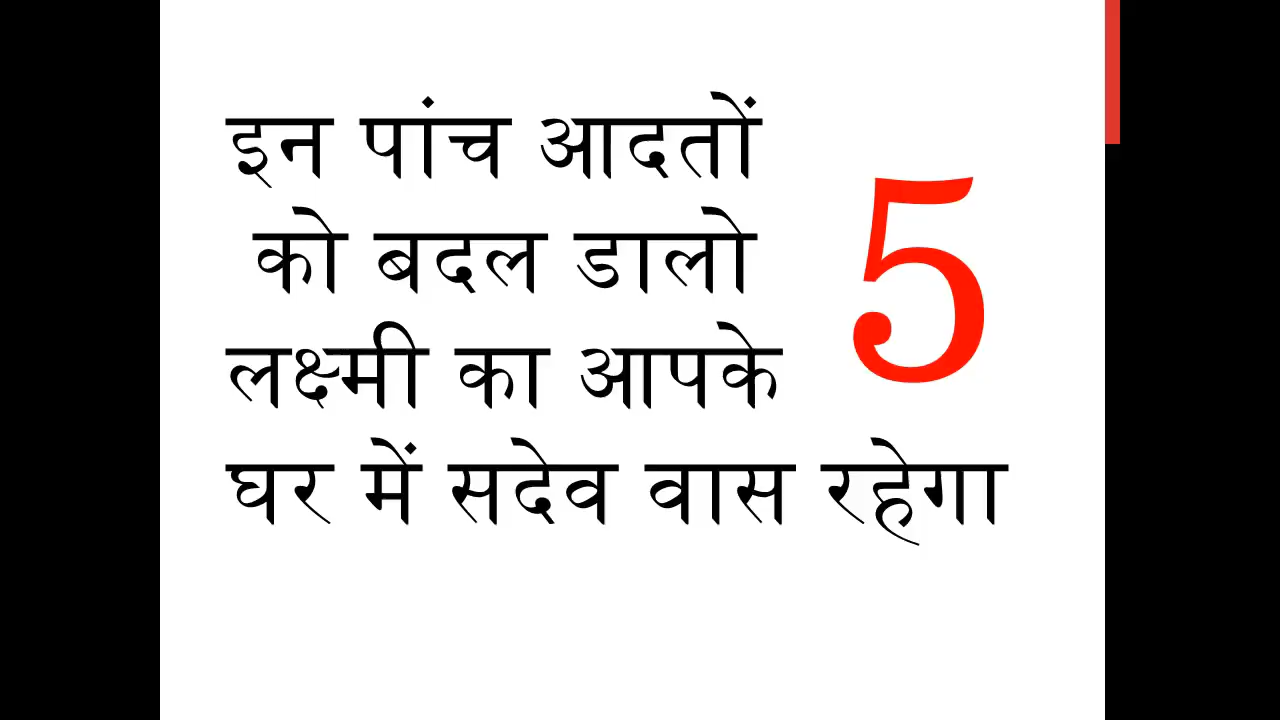 इन पांच आदतों
को बदल डालो
लक्ष्मी का आपके
घर में सदेव वास रहेगा
5